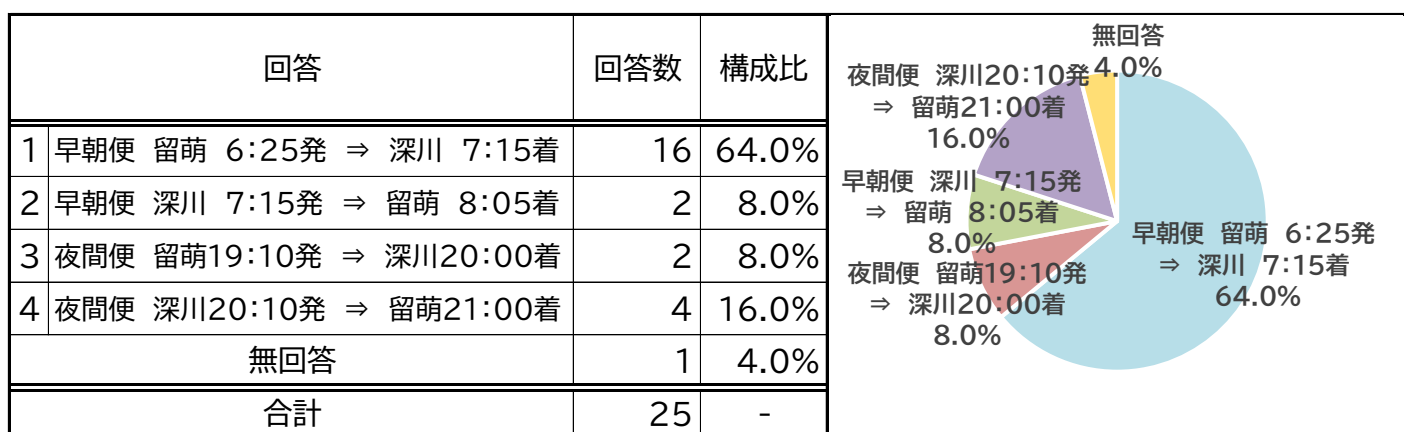 回答 回答数 構成比
1 早朝便 留萌 6:25発 ⇒ 深川 7:15着 16 64.0%
2 早朝便 深川 7:15発 ⇒ 留萌 8:05着 2 8.0%
3 夜間便 留萌19:10発 ⇒ 深川20:00着 2 8.0%
4 夜間便 深川20:10発 ⇒ 留萌21:00着 4 16.0%
無回答 1 4.0%
合計 25 -
無回答
4.0%
夜間便 深川20:10発
⇒ 留萌21:00着
16.0%
早朝便 深川 7:15発
⇒ 留萌 8:05着
8.0%
夜間便 留萌19:10発
⇒ 深川20:00着
8.0%
早朝便 留萌 6:25発
⇒ 深川 7:15着
64.0%